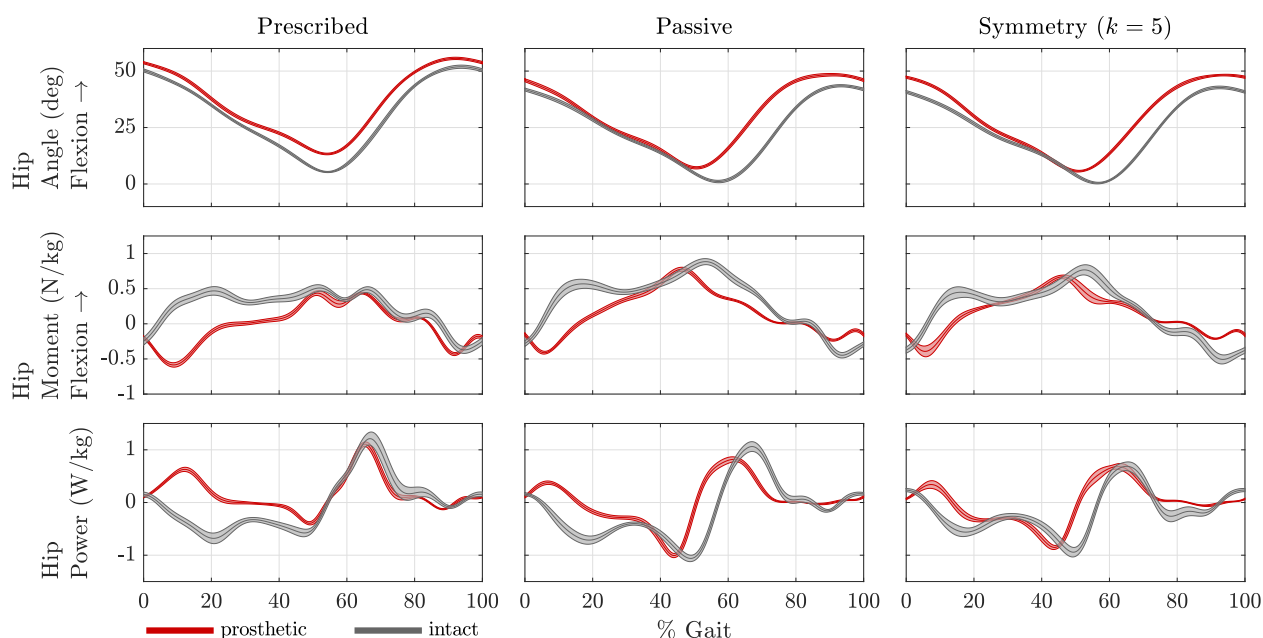 Prescribed Passive Symmetry (k = 5)
Hip
Angle (deg)
Flexion →
50
25
0
Hip
Moment (N/kg)
Flexion →
1
0.5
0
-0.5
-1
Hip
Power (W/kg)
1
0
-1
0 20 40 60 80 100 0 20 40 60 80 100 0 20 40 60 80 100
prosthetic intact % Gait